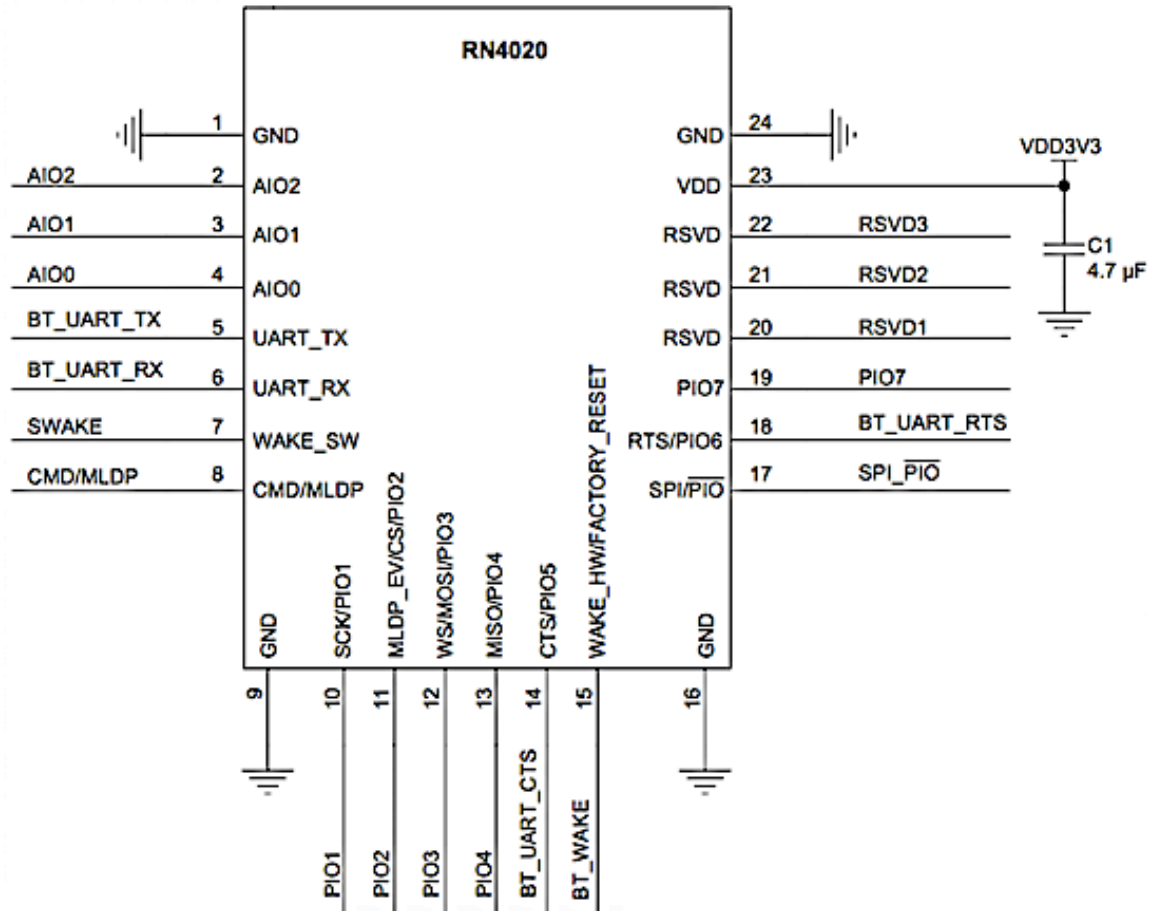 RN4020
1
GND
AIO2
2
AIO2
AIO1
3
AIO1
AIO0
4
AIO0
BT_UART_TX
5
UART_TX
BT_UART_RX
6
UART_RX
SWAKE
7
WAKE_SW
CMD/MLDP
8
CMD/MLDP
24
GND
VDD3V3
23
VDD
22
RSVD
RSVD3
C1
4.7 µF
21
RSVD
RSVD2
20
RSVD
RSVD1
19
PIO7
PIO7
18
RTS/PIO6
BT_UART_RTS
17
SPI/P̅I̅O̅
SPI_P̅I̅O̅
GND
9
SCK/PIO1
10
PIO1
MLDP_EV/CS/PIO2
11
PIO2
WS/MOSI/PIO3
12
PIO3
MISO/PIO4
13
PIO4
CTS/PIO5
14
BT_UART_CTS
WAKE_HW/FACTORY_RESET
15
BT_WAKE
GND
16